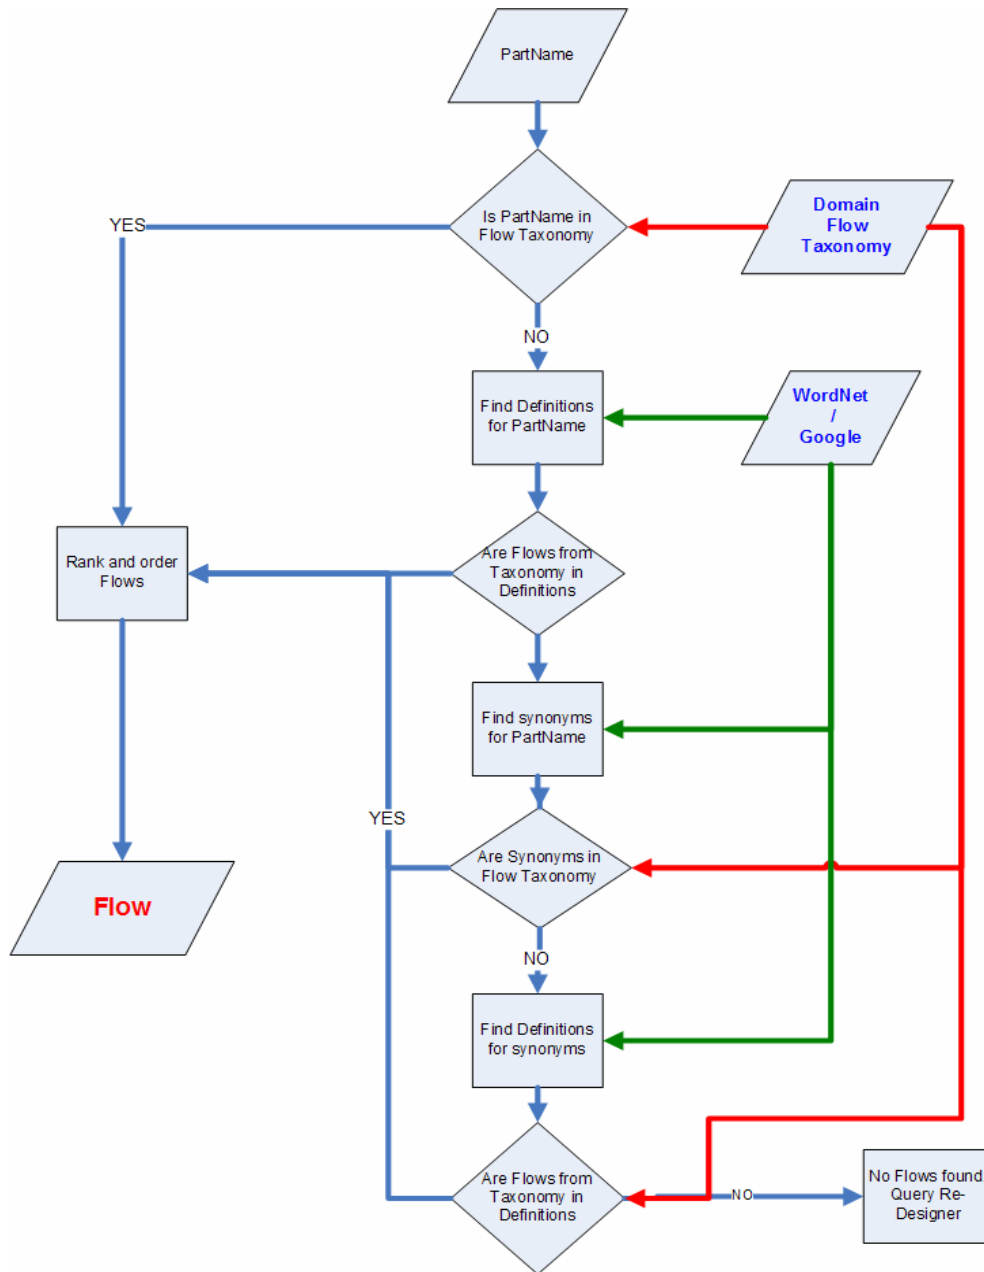 PartName
Is PartName in
Flow Taxonomy
YES
Domain
Flow
Taxonomy
NO
Find Definitions
for PartName
WordNet
/
Google
Are Flows from
Taxonomy in
Definitions
Rank and order
Flows
Find synonyms
for PartName
YES
Are Synonyms in
Flow Taxonomy
Flow
NO
Find Definitions
for synonyms
Are Flows from
Taxonomy in
Definitions
NO
No Flows found.
Query Re-
Designer